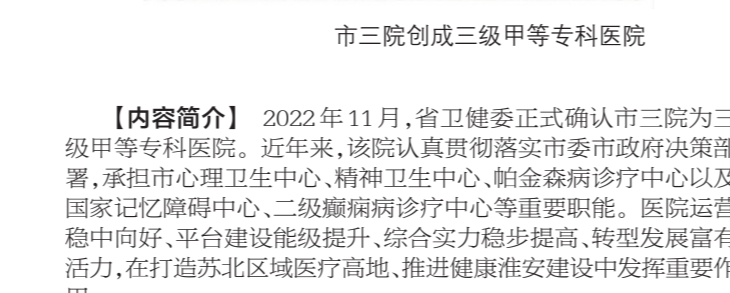 市三院创成三级甲等专科医院
【内容简介】 2022年11月,省卫健委正式确认市三院为三
级甲等专科医院。近年来,该院认真贯彻落实市委市政府决策部
署,承担市心理卫生中心、精神卫生中心、帕金森病诊疗中心以及
国家记忆障碍中心、二级癫痫病诊疗中心等重要职能。医院运营
稳中向好、平台建设能级提升、综合实力稳步提高、转型发展富有
活力,在打造苏北区域医疗高地、推进健康淮安建设中发挥重要作